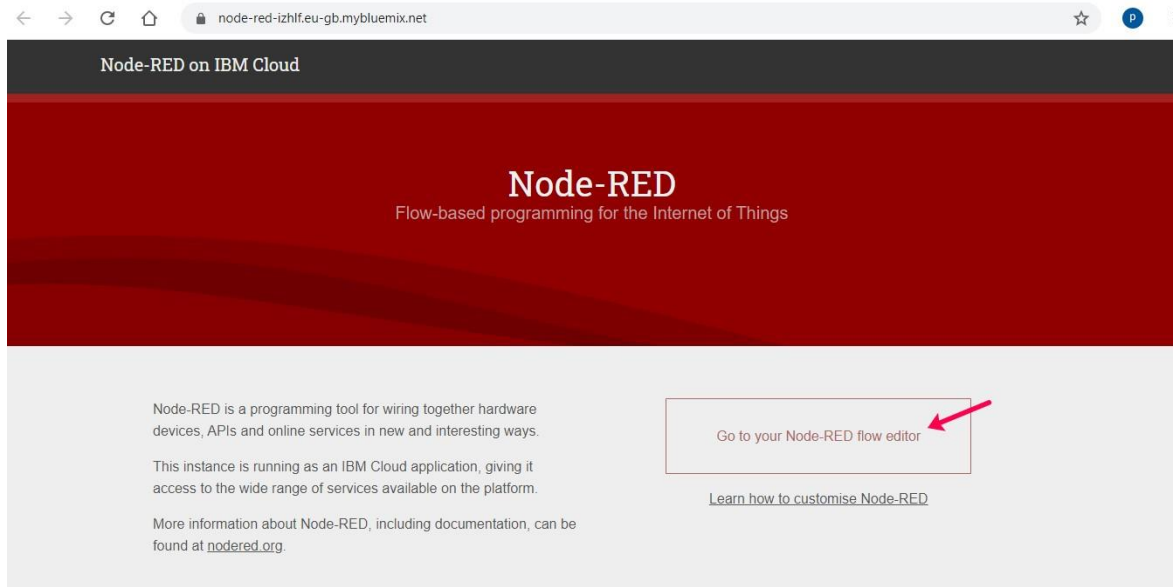 node-red-izhlf.eu-gb.mybluemix.net
P
Node-RED on IBM Cloud
Node-RED
Flow-based programming for the Internet of Things
Node-RED is a programming tool for wiring together hardware
devices, APIs and online services in new and interesting ways.
This instance is running as an IBM Cloud application, giving it
access to the wide range of services available on the platform.
More information about Node-RED, including documentation, can be
found at nodered.org.
Go to your Node-RED flow editor
Learn how to customise Node-RED